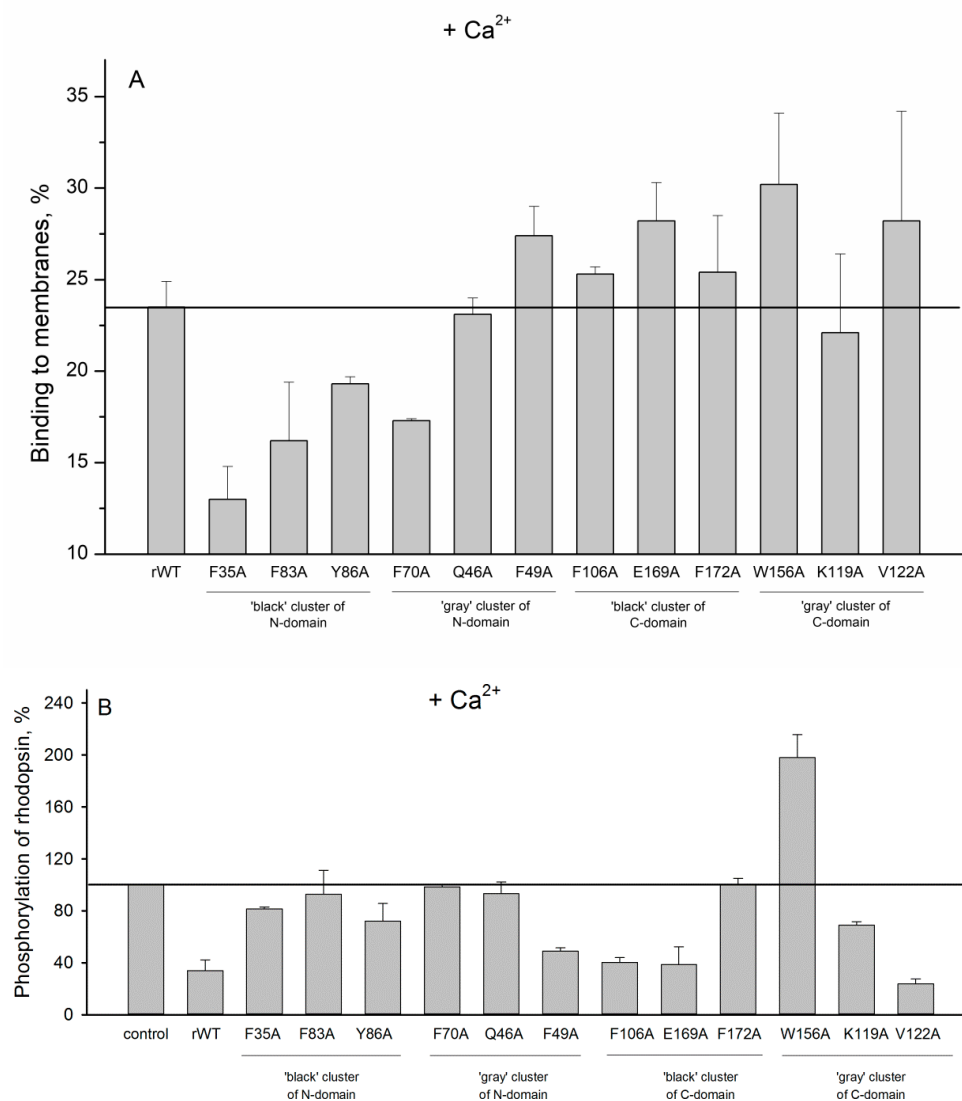 + Ca2+
A
Binding to membranes, %
35
30
25
20
15
10
rWT F35A F83A Y86A F70A Q46A F49A F106A E169A F172A W156A K119A V122A
'black' cluster of N-domain
'gray' cluster of N-domain
'black' cluster of C-domain
'gray' cluster of C-domain
+ Ca2+
B
Phosphorylation of rhodopsin, %
240
200
160
120
80
40
0
control rWT F35A F83A Y86A F70A Q46A F49A F106A E169A F172A W156A K119A V122A
'black' cluster of N-domain
'gray' cluster of N-domain
'black' cluster of C-domain
'gray' cluster of C-domain